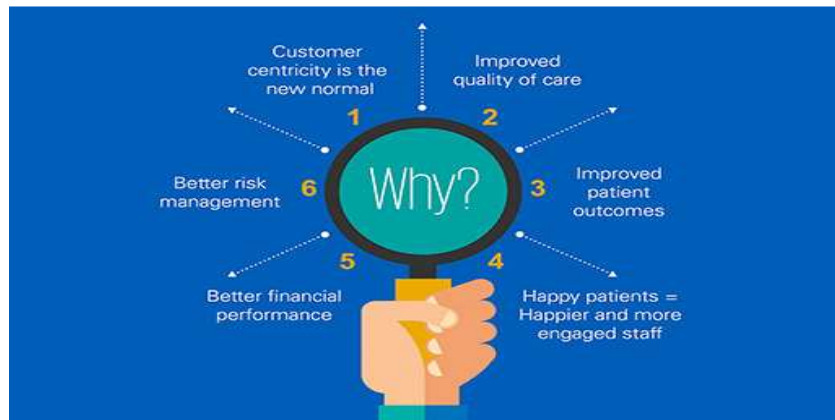 Why?
1
Customer
centricity is the
new normal
2
Improved
quality of care
3
Improved
patient
outcomes
4
Happy patients =
Happier and more
engaged staff
5
Better financial
performance
6
Better risk
management